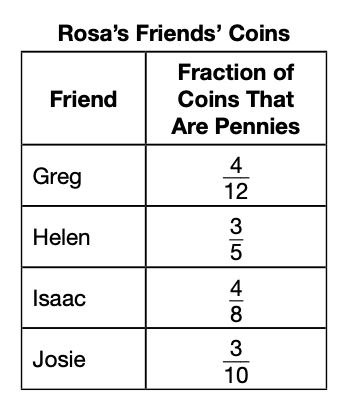 Rosa’s Friends’ Coins
Friend
Fraction of
Coins That
Are Pennies
Greg 4/12
Helen 3/5
Isaac 4/8
Josie 3/10